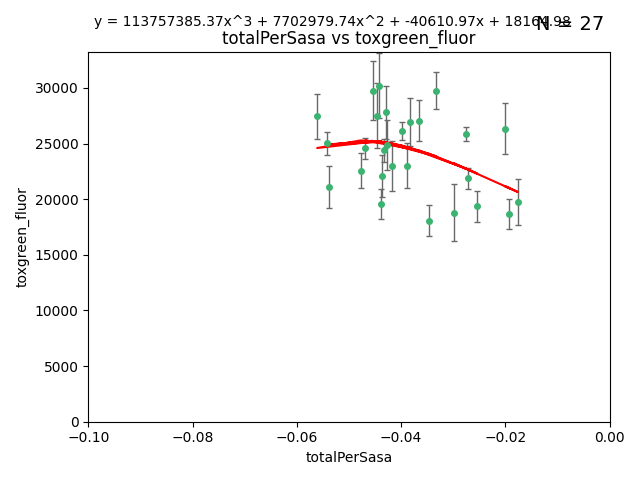 y = 113757385.37x^3 + 7702979.74x^2 + -40610.97x + 18164.98
N = 27
totalPerSasa vs toxgreen_fluor
30000
25000
20000
15000
10000
5000
0
toxgreen_fluor
−0.10 −0.08 −0.06 −0.04 −0.02 0.00
totalPerSasa